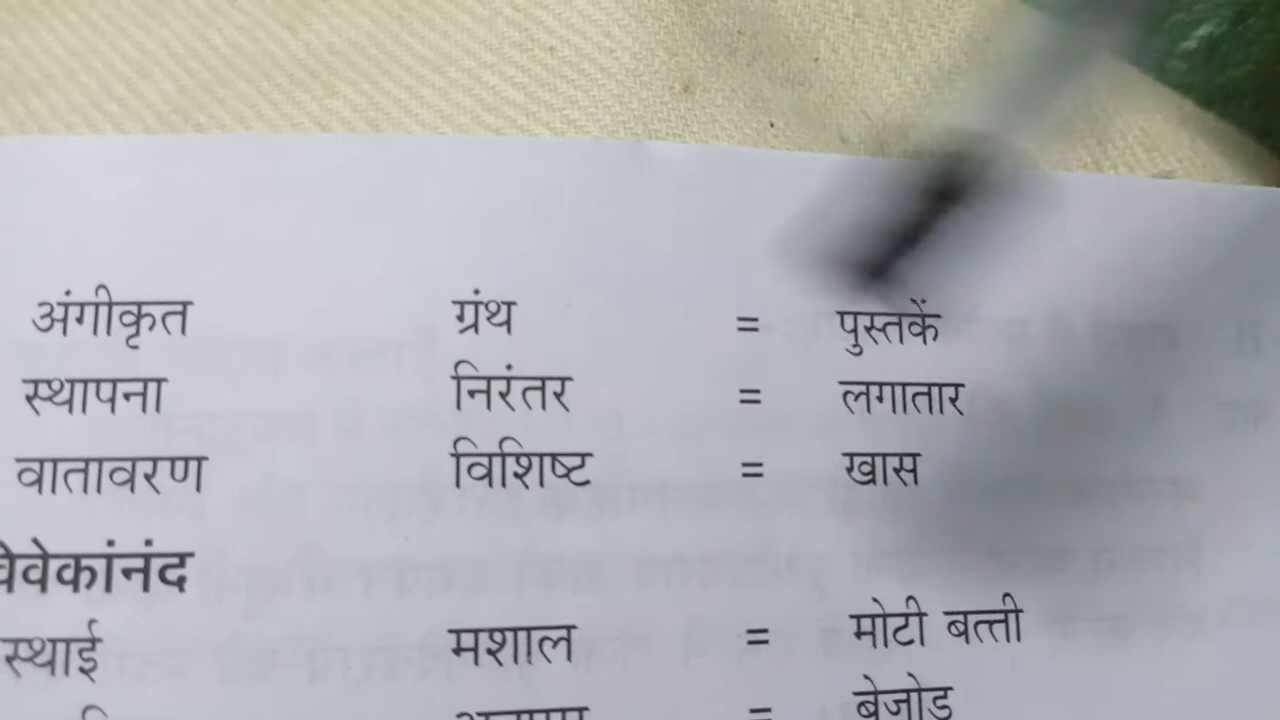 अंगीकृत ग्रंथ = पुस्तकें
स्थापना निरंतर = लगातार
वातावरण विशिष्ट = खास
वेवेकांनंद
स्थाई मशाल = मोटी बत्ती
= बेजोड़